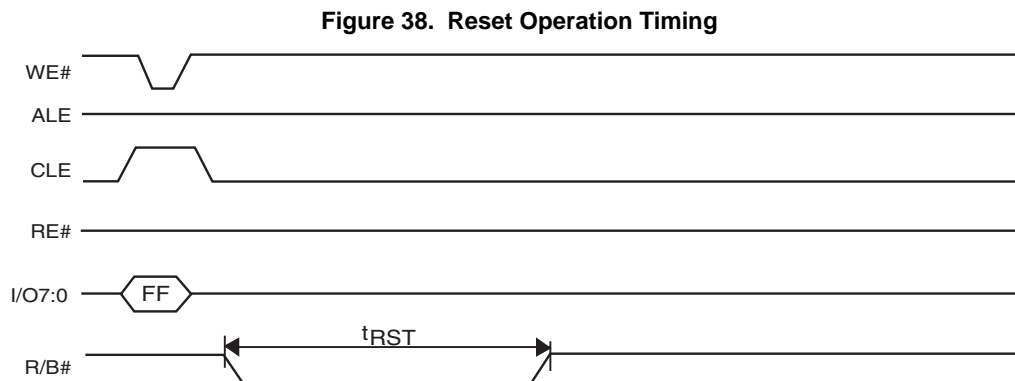 Figure 38. Reset Operation Timing
WE#
ALE
CLE
RE#
I/O7:0
FF
tRST
R/B#